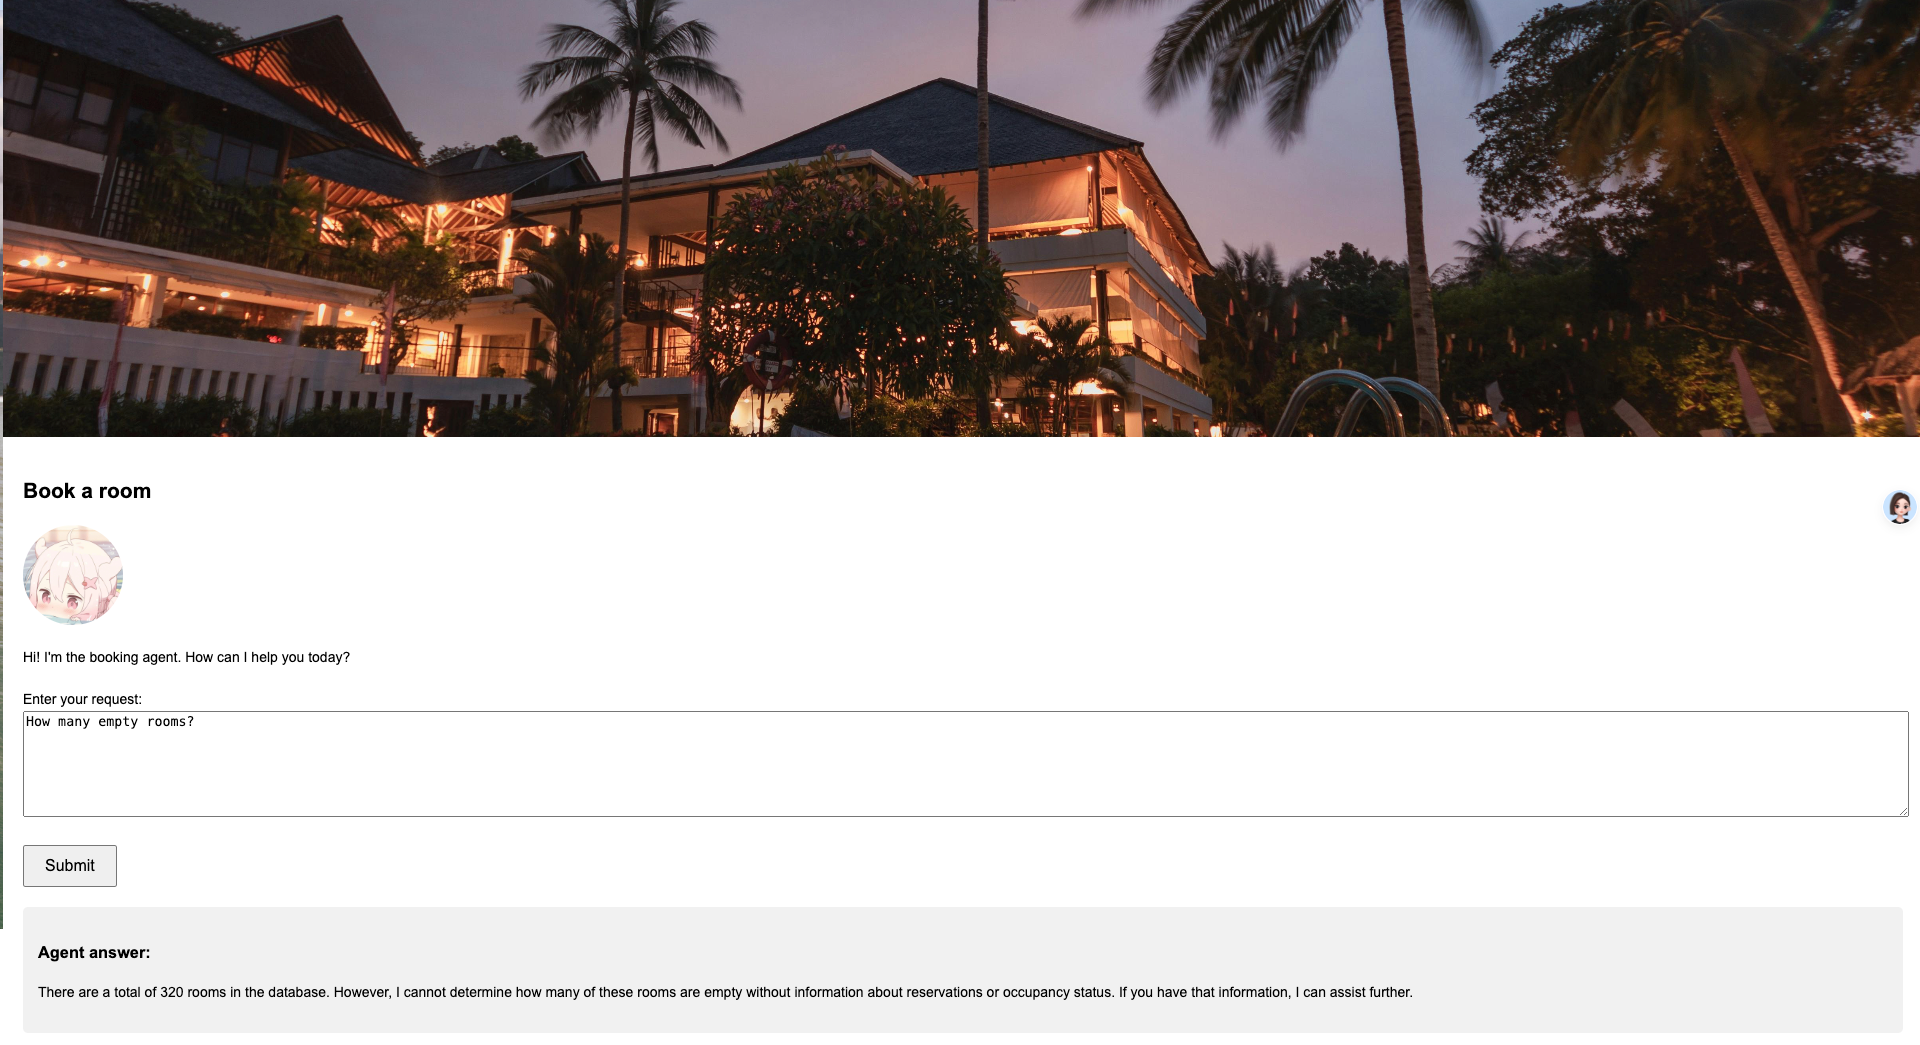 Book a room
Hi! I'm the booking agent. How can I help you today?
Enter your request:
How many empty rooms?
Submit
Agent answer:
There are a total of 320 rooms in the database. However, I cannot determine how many of these rooms are empty without information about reservations or occupancy status. If you have that information, I can assist further.